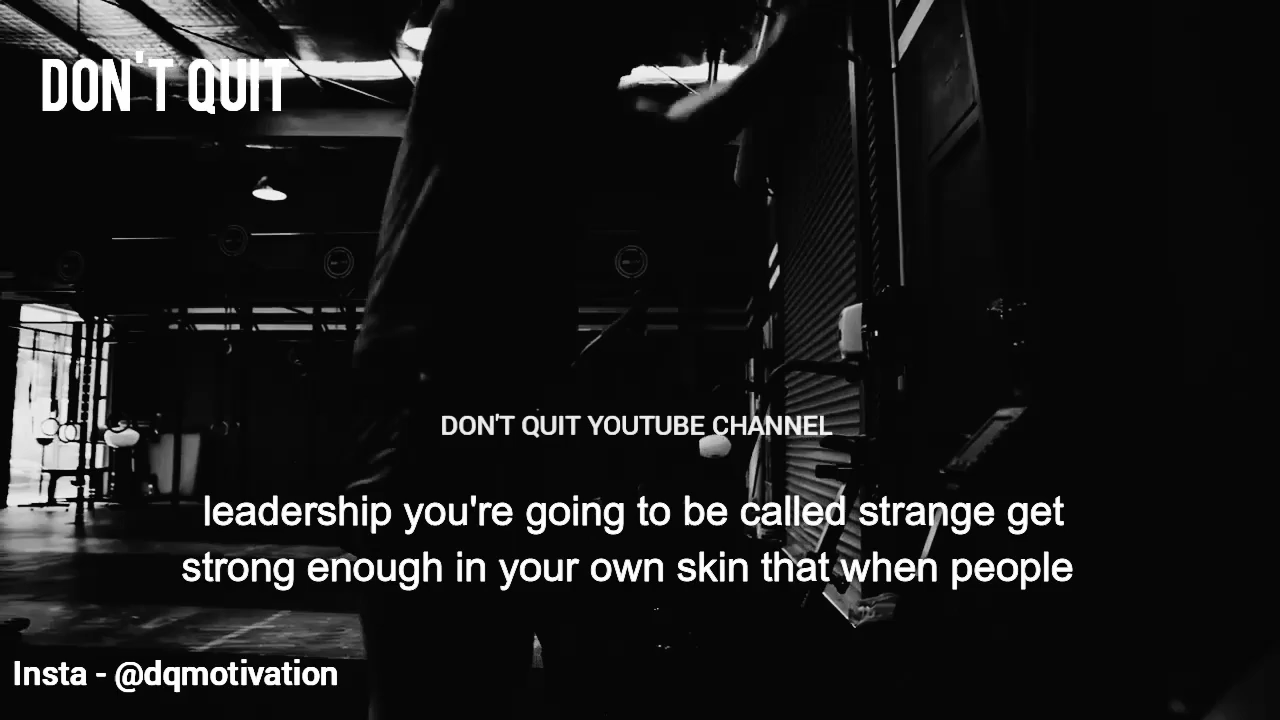 DON'T QUIT
DON'T QUIT YOUTUBE CHANNEL
leadership you're going to be called strange get
strong enough in your own skin that when people
Insta - @dqmotivation